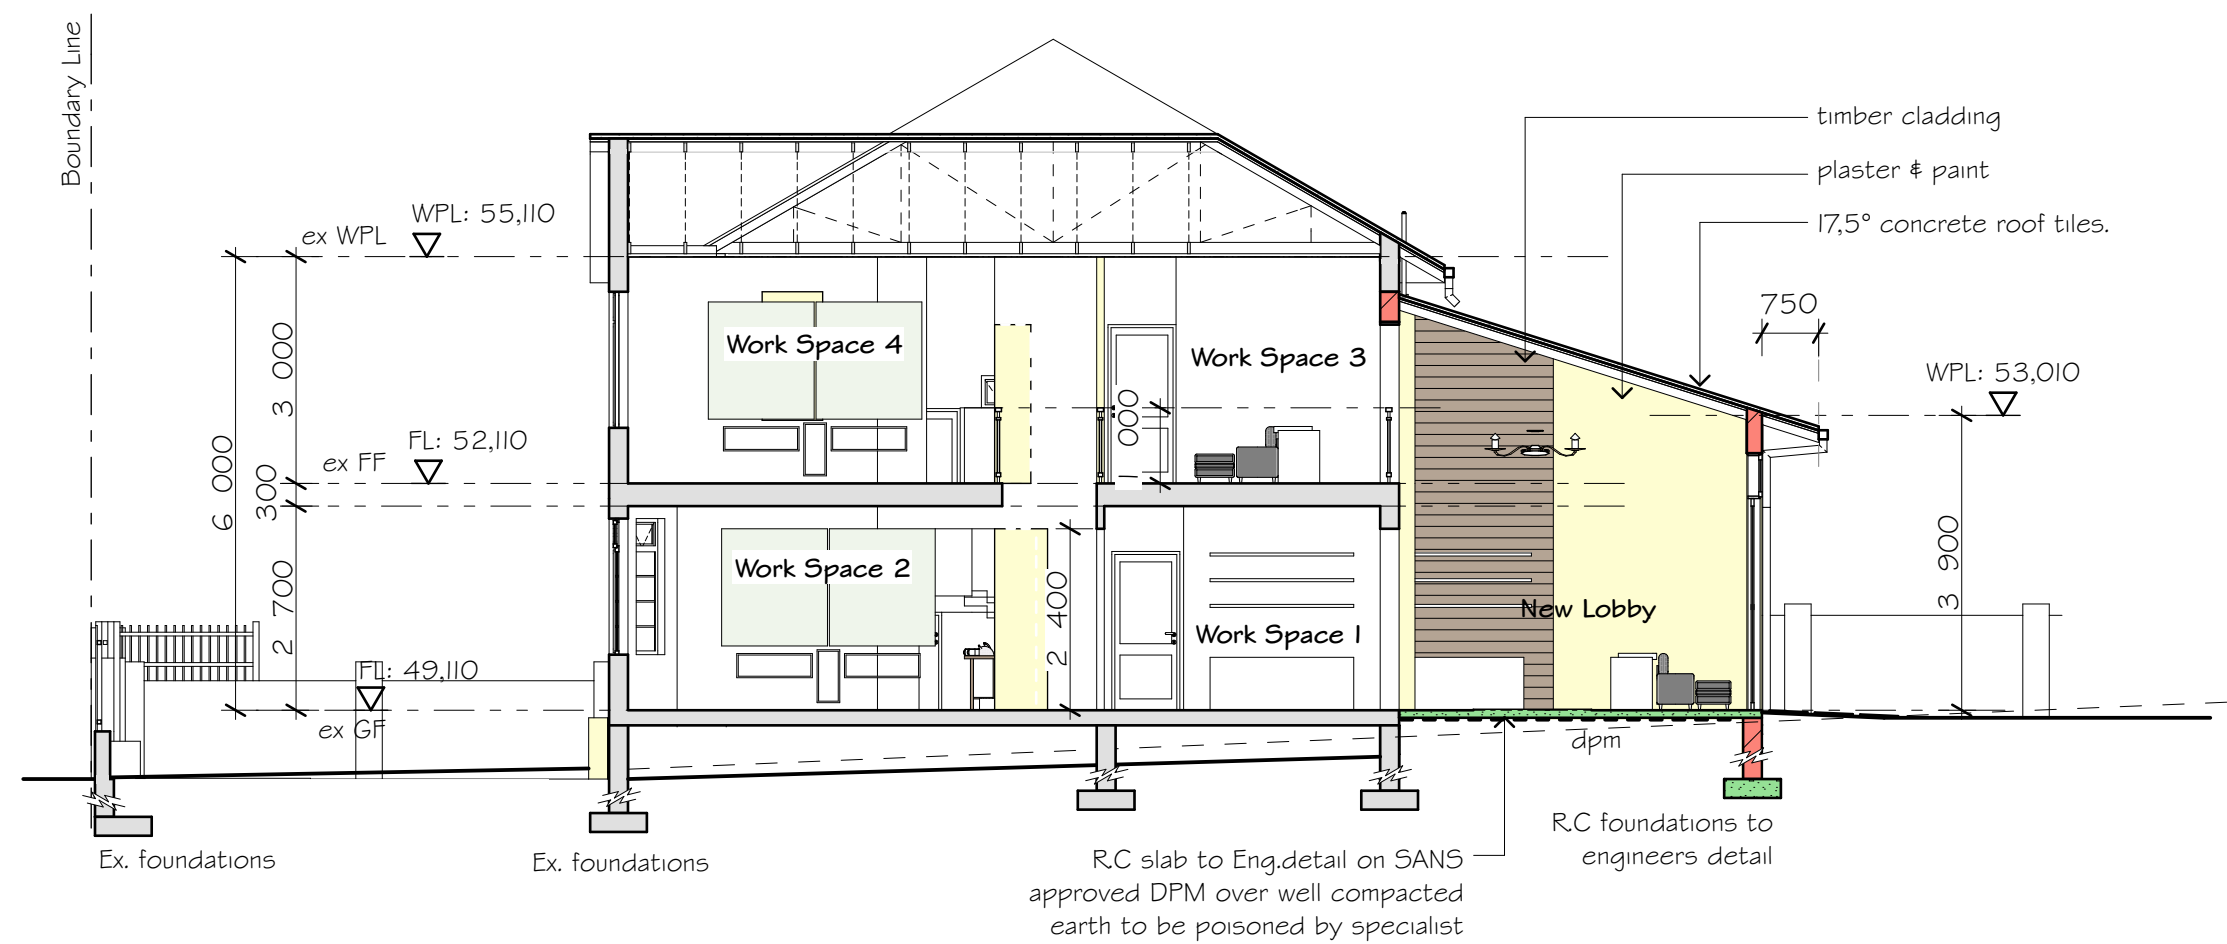 Boundary Line
timber cladding
plaster & paint
17,5° concrete roof tiles.
WPL: 55,110
ex WPL
750
WPL: 53,010
3 000
Work Space 4
Work Space 3
000
FL: 52,110
ex FF
6 000
300
2 700
Work Space 2
2 400
Work Space 1
New Lobby
3 900
FL: 49,110
ex GF
dpm
Ex. foundations
Ex. foundations
RC foundations to
engineers detail
RC slab to Eng.detail on SANS
approved DPM over well compacted
earth to be poisoned by specialist